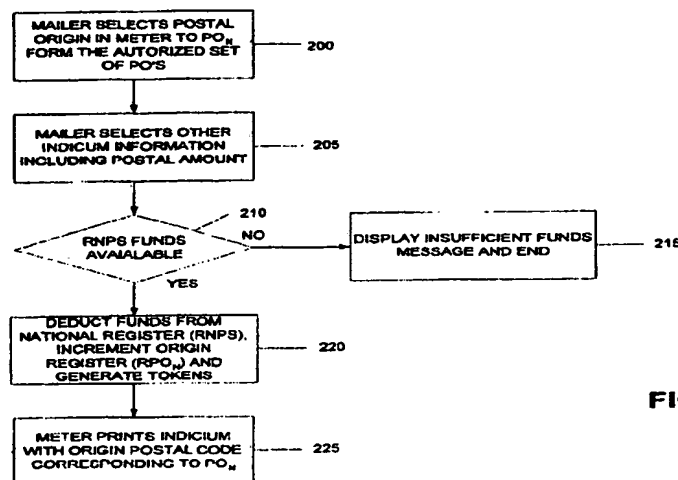 MAILER SELECTS POSTAL
ORIGIN IN METER TO PO_N
FORM THE AUTORIZED SET
OF PO'S
200
MAILER SELECTS OTHER
INDICUM INFORMATION
INCLUDING POSTAL AMOUNT
205
210
RNPS FUNDS
AVAIALABLE
NO
YES
DISPLAY INSUFFICIENT FUNDS
MESSAGE AND END
215
DEDUCT FUNDS FROM
NATIONAL REGISTER (RNPS),
INCREMENT ORIGIN
REGISTER (RPO_N) AND
GENERATE TOKENS
220
METER PRINTS INDICIUM
WITH ORIGIN POSTAL CODE
CORRESPONDING TO PO_N
225